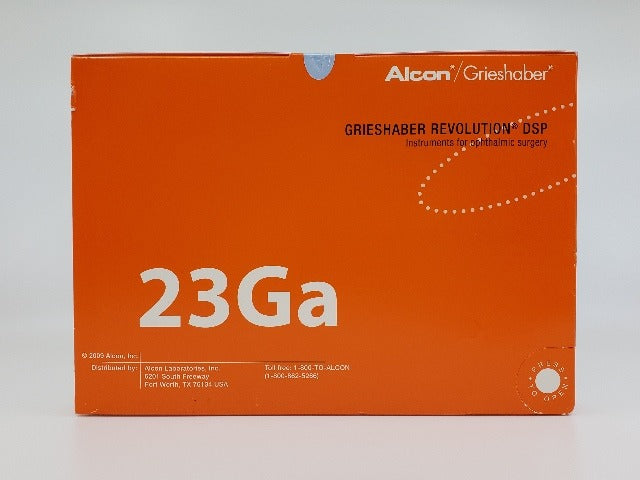 Alcon®/Grieshaber®
GRIESHABER REVOLUTION® DSP
Instruments for ophthalmic surgery
23Ga
© 2009 Alcon, Inc.
Distributed by:
Alcon Laboratories, Inc.
6201 South Freeway
Fort Worth, TX 76134 USA
Toll free: 1-800-TO-ALCON
(1-800-862-5266)
PRESS TO OPEN